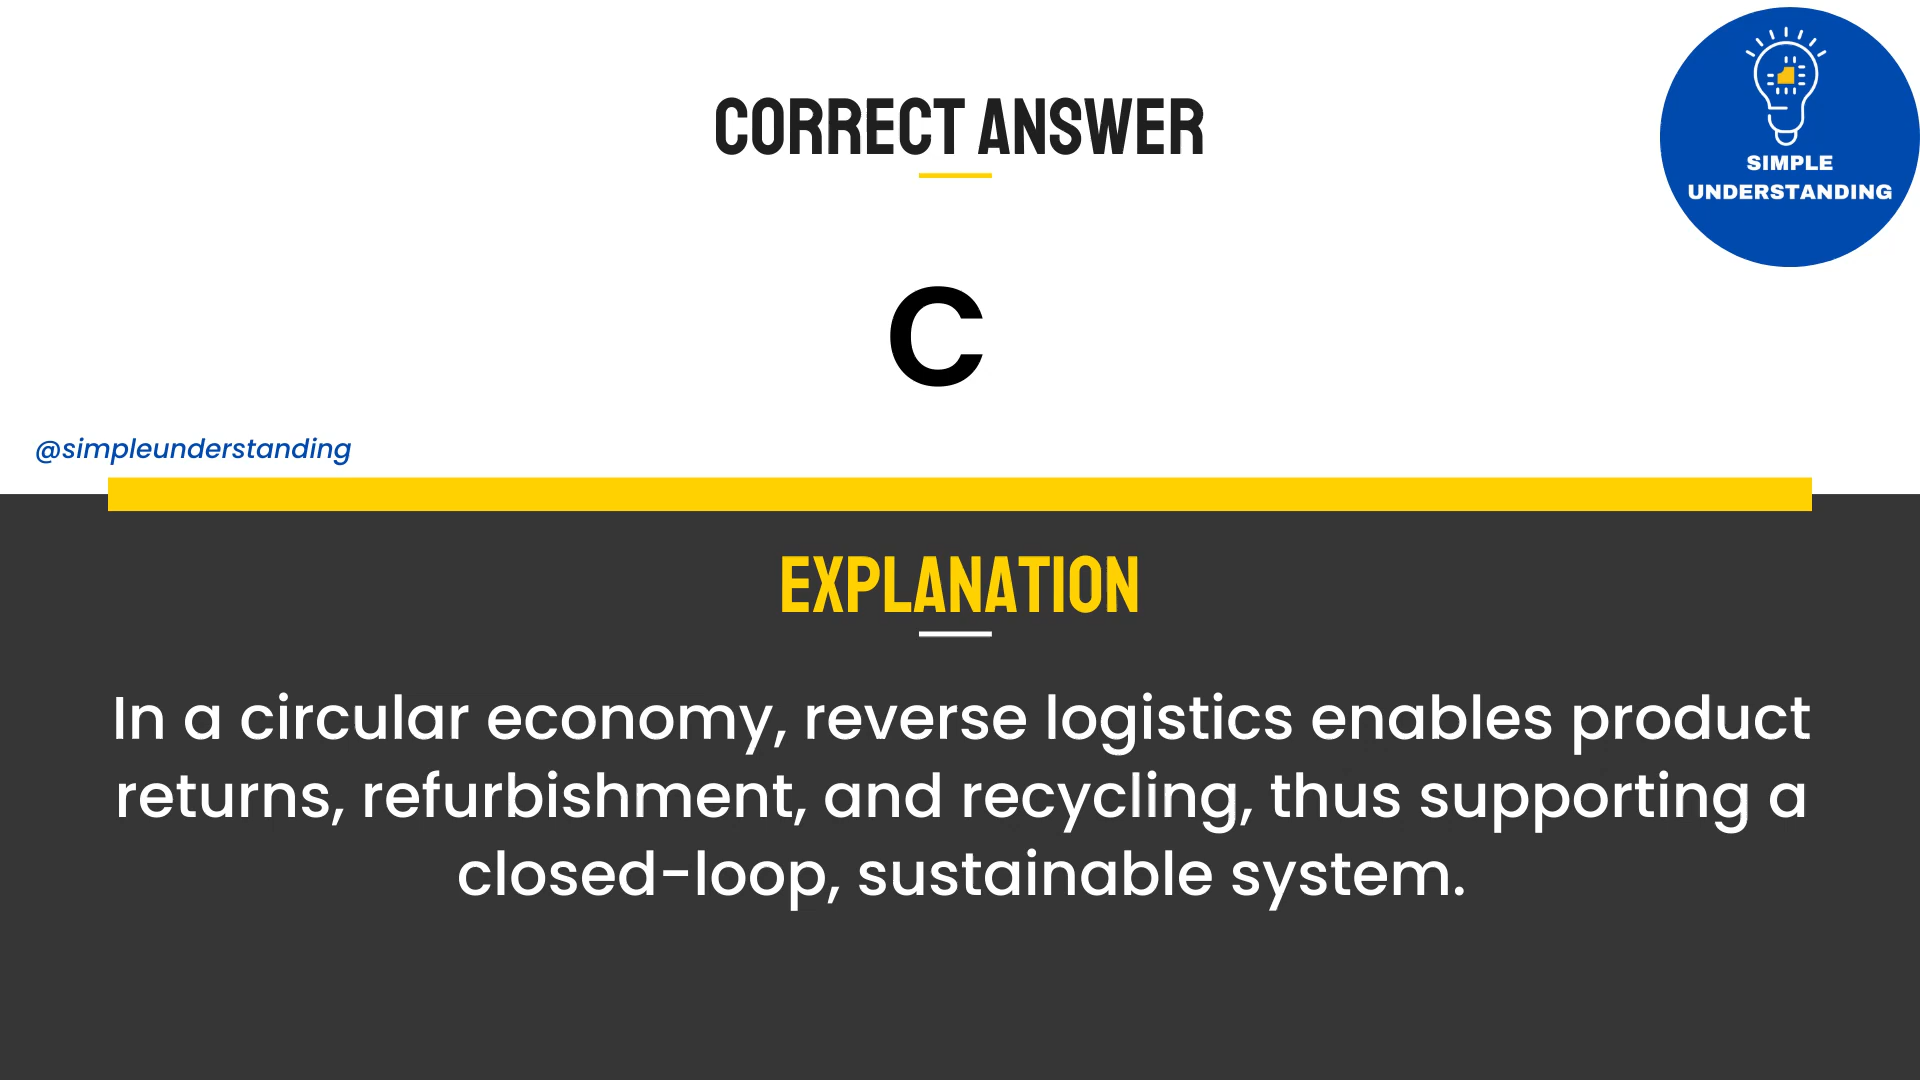 CORRECT ANSWER
SIMPLE
UNDERSTANDING
C
@simpleunderstanding
EXPLANATION
In a circular economy, reverse logistics enables product
returns, refurbishment, and recycling, thus supporting a
closed-loop, sustainable system.